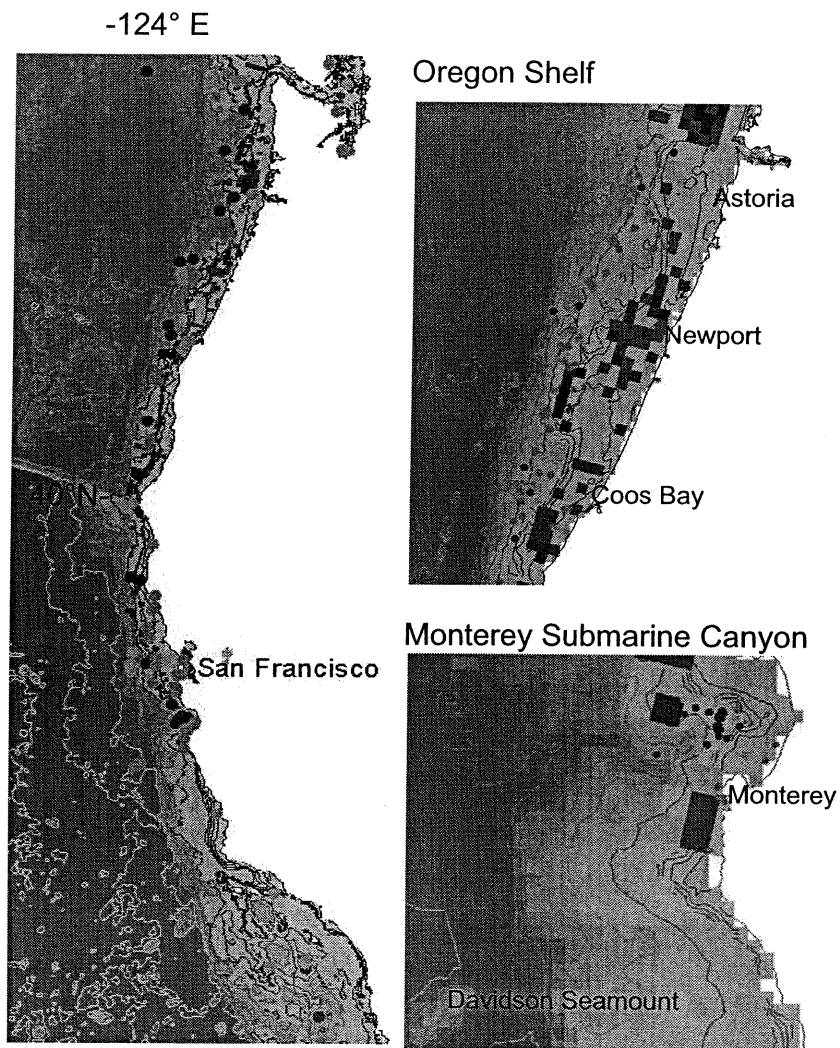 -124° E
Oregon Shelf
Astoria
Newport
Coos Bay
40°N
San Francisco
Monterey Submarine Canyon
Monterey
Davidson Seamount